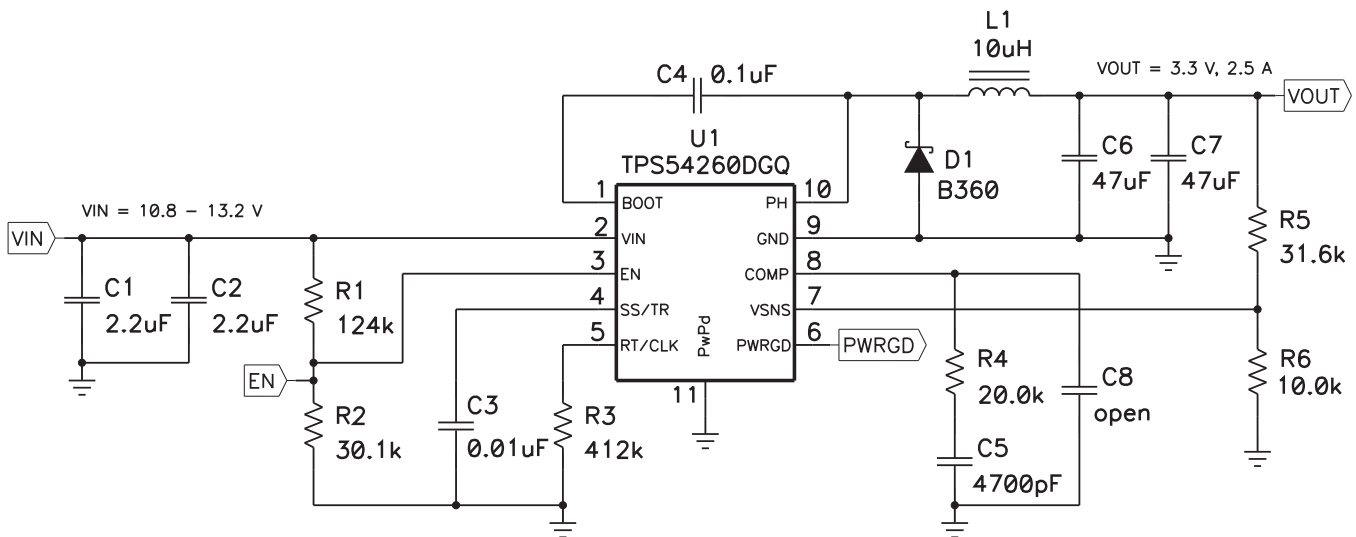 L1
10uH
C4 0.1uF
VOUT = 3.3 V, 2.5 A
VOUT
U1
TPS54260DGQ
D1
B360
C6
47uF
C7
47uF
VIN = 10.8 - 13.2 V
VIN
1
BOOT
2
VIN
3
EN
4
SS/TR
5
RT/CLK
PwPd
11
10
PH
9
GND
8
COMP
7
VSNS
6
PWRGD
PWRGD
C1
2.2uF
C2
2.2uF
R1
124k
EN
R2
30.1k
C3
0.01uF
R3
412k
R4
20.0k
C5
4700pF
C8
open
R5
31.6k
R6
10.0k